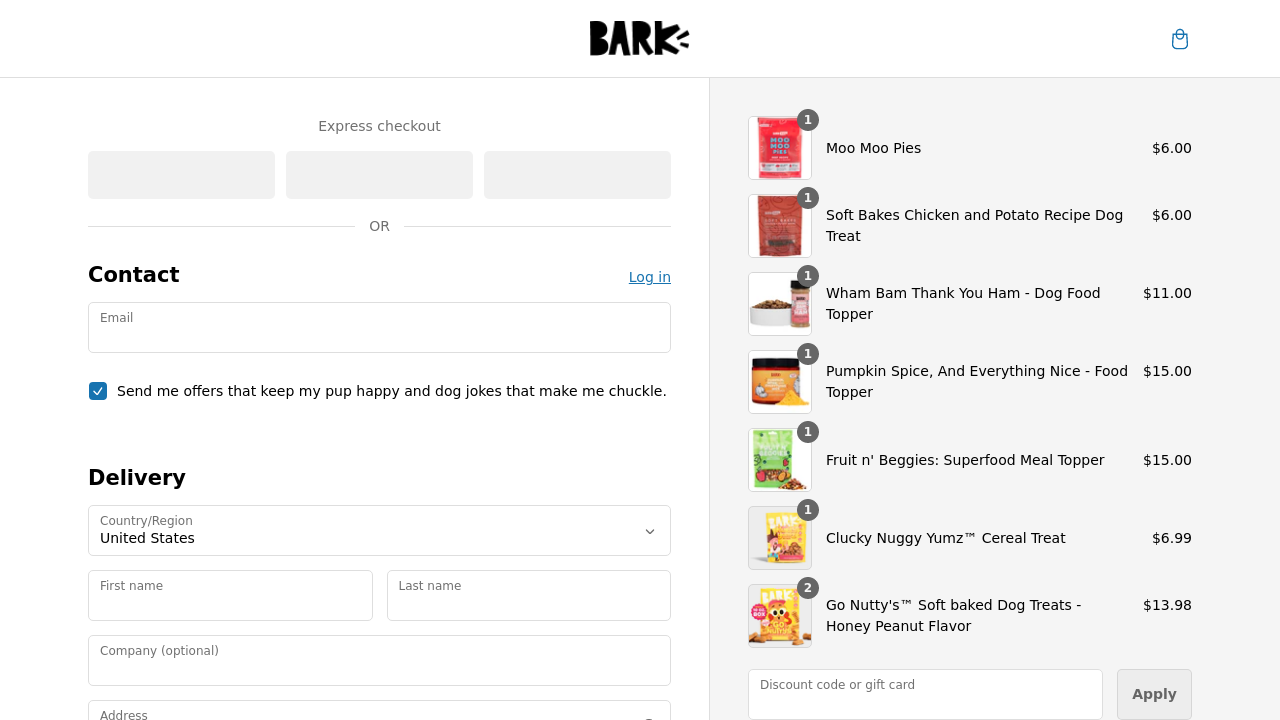 BARK
Express checkout
OR
Contact
Log in
Email
Send me offers that keep my pup happy and dog jokes that make me chuckle.
Delivery
Country/Region
United States
First name
Last name
Company (optional)
Address
1
MOO
MOO
PIES
Moo Moo Pies
$6.00
1
Soft Bakes Chicken and Potato Recipe Dog
Treat
$6.00
1
Wham Bam Thank You Ham - Dog Food
Topper
$11.00
1
Pumpkin Spice, And Everything Nice - Food
Topper
$15.00
1
Fruit n' Beggies: Superfood Meal Topper
$15.00
1
BARK
Clucky Nuggy Yumz™ Cereal Treat
$6.99
2
BARK
Go Nutty's™ Soft baked Dog Treats -
Honey Peanut Flavor
$13.98
Discount code or gift card
Apply